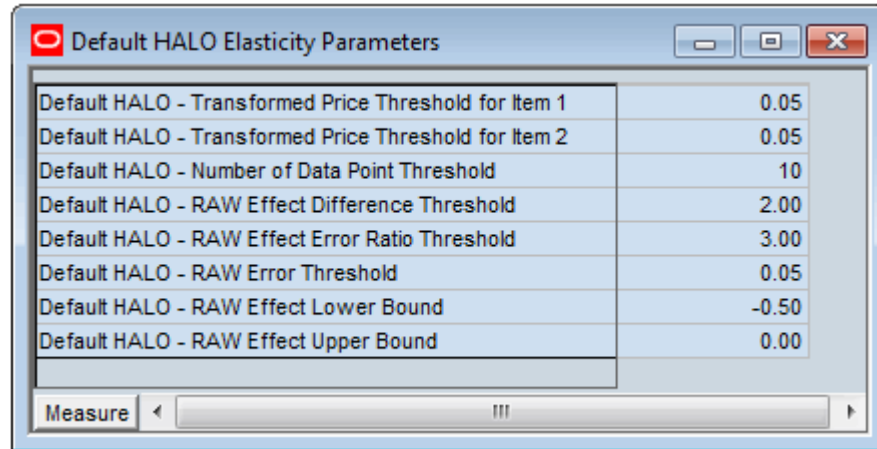 Default HALO Elasticity Parameters
Default HALO - Transformed Price Threshold for Item 1 0.05
Default HALO - Transformed Price Threshold for Item 2 0.05
Default HALO - Number of Data Point Threshold 10
Default HALO - RAW Effect Difference Threshold 2.00
Default HALO - RAW Effect Error Ratio Threshold 3.00
Default HALO - RAW Error Threshold 0.05
Default HALO - RAW Effect Lower Bound -0.50
Default HALO - RAW Effect Upper Bound 0.00
Measure